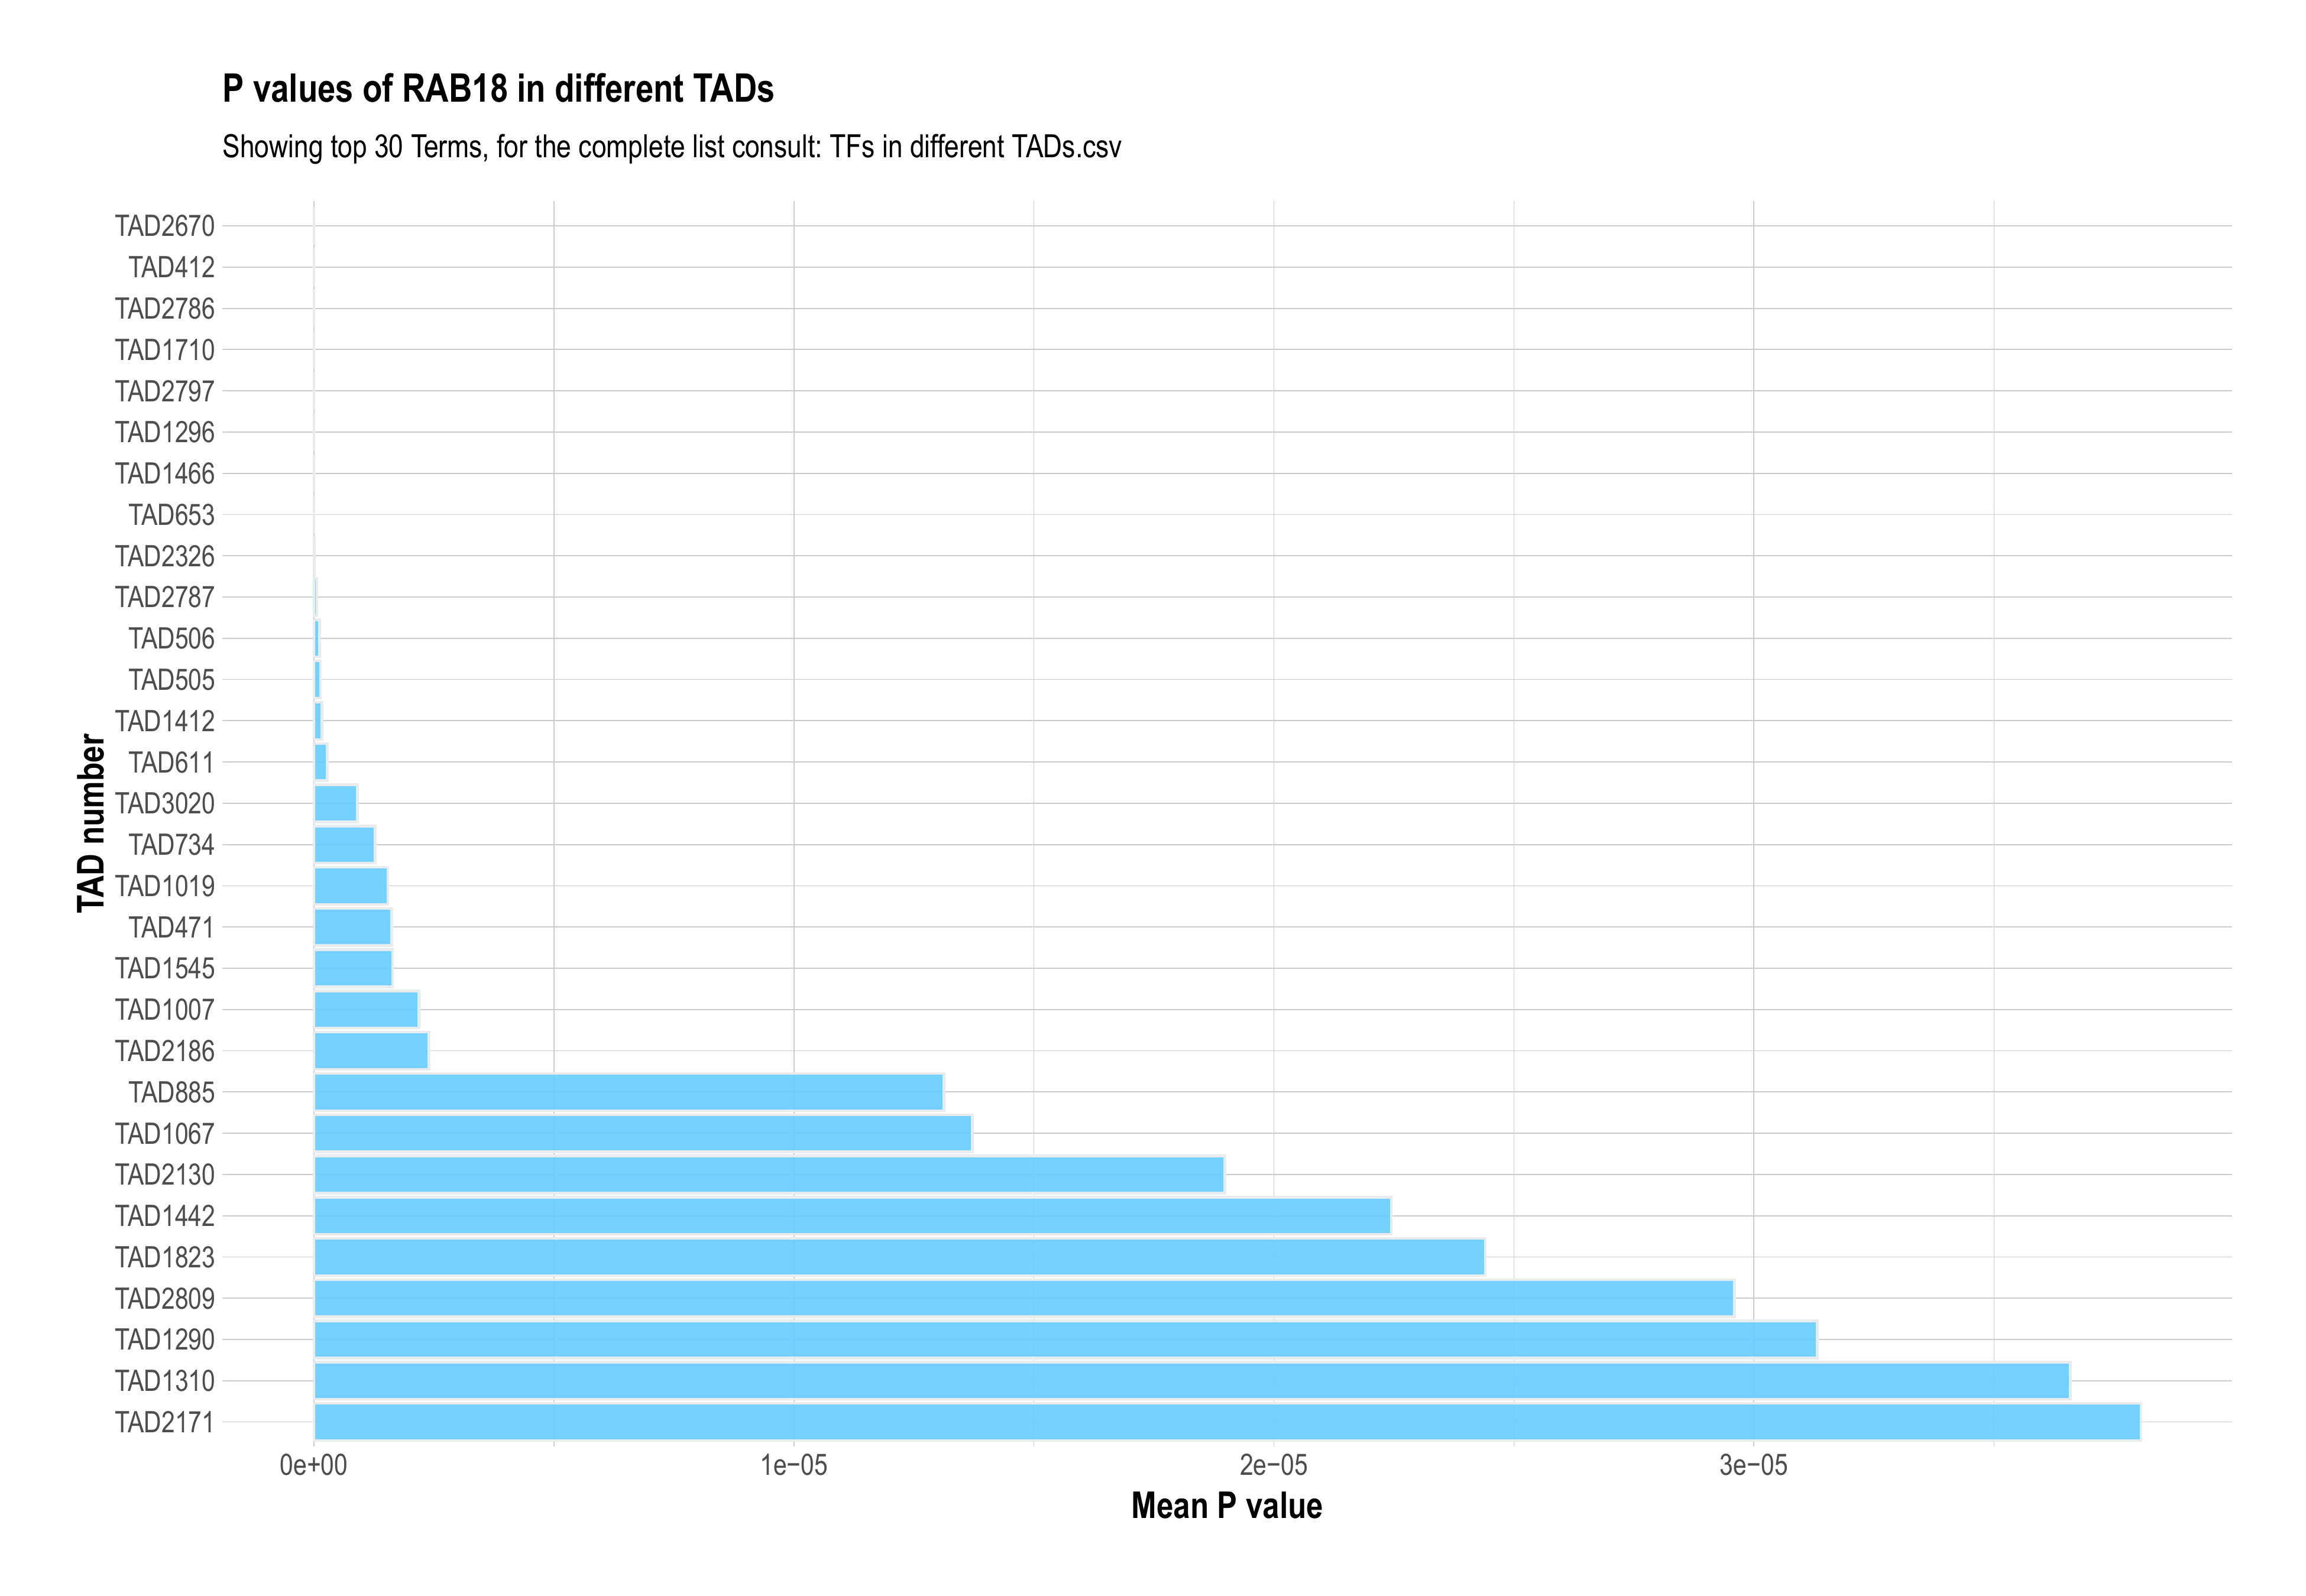 P values of RAB18 in different TADs
Showing top 30 Terms, for the complete list consult: TFs in different TADs.csv
TAD number
TAD2670
TAD412
TAD2786
TAD1710
TAD2797
TAD1296
TAD1466
TAD653
TAD2326
TAD2787
TAD506
TAD505
TAD1412
TAD611
TAD3020
TAD734
TAD1019
TAD471
TAD1545
TAD1007
TAD2186
TAD885
TAD1067
TAD2130
TAD1442
TAD1823
TAD2809
TAD1290
TAD1310
TAD2171
0e+00 1e−05 2e−05 3e−05
Mean P value